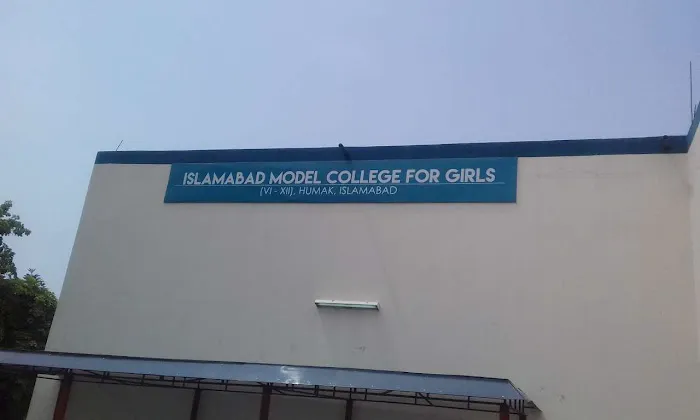 ISLAMABAD MODEL COLLEGE FOR GIRLS
(VI - XII), HUMAK, ISLAMABAD